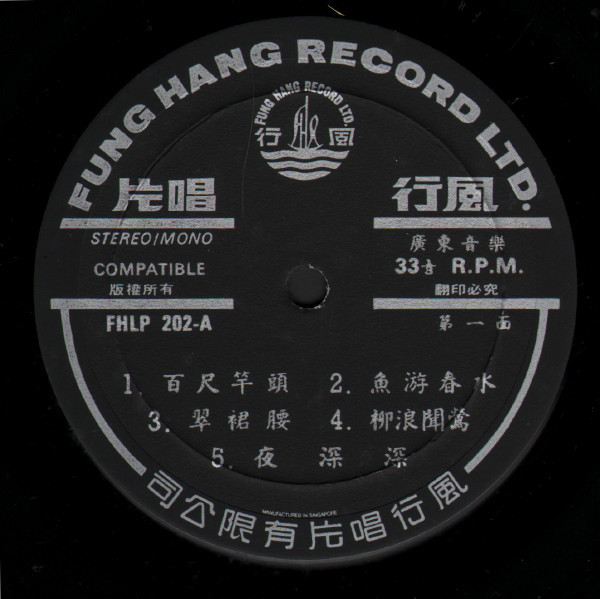 FUNG HANG RECORD LTD.
FUNG HANG RECORD LTD.
風行
風行唱片
STEREO/MONO
COMPATIBLE
版權所有
FHLP 202-A
廣東音樂
33⅓ R.P.M.
翻印必究
第一面
1. 百尺竿頭 2. 魚游春水
3. 翠裙腰 4. 柳浪聞鶯
5. 夜深深
MANUFACTURED IN SINGAPORE
風行唱片有限公司